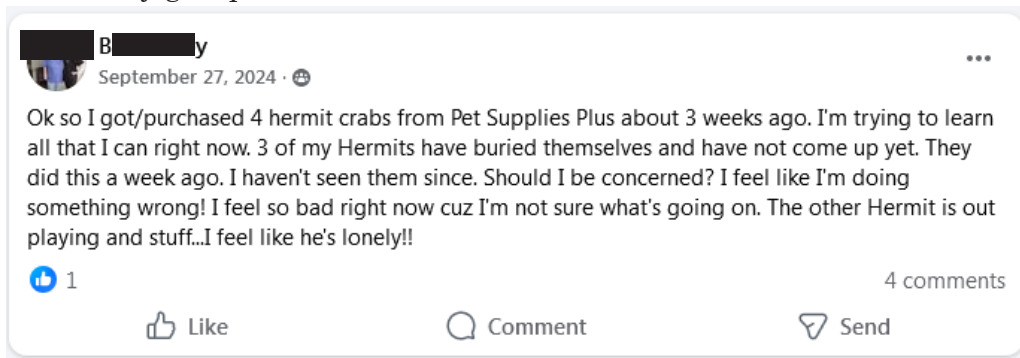 B y
September 27, 2024 ·
Ok so I got/purchased 4 hermit crabs from Pet Supplies Plus about 3 weeks ago. I'm trying to learn
all that I can right now. 3 of my Hermits have buried themselves and have not come up yet. They
did this a week ago. I haven't seen them since. Should I be concerned? I feel like I'm doing
something wrong! I feel so bad right now cuz I'm not sure what's going on. The other Hermit is out
playing and stuff...I feel like he's lonely!!
1
4 comments
Like Comment Send